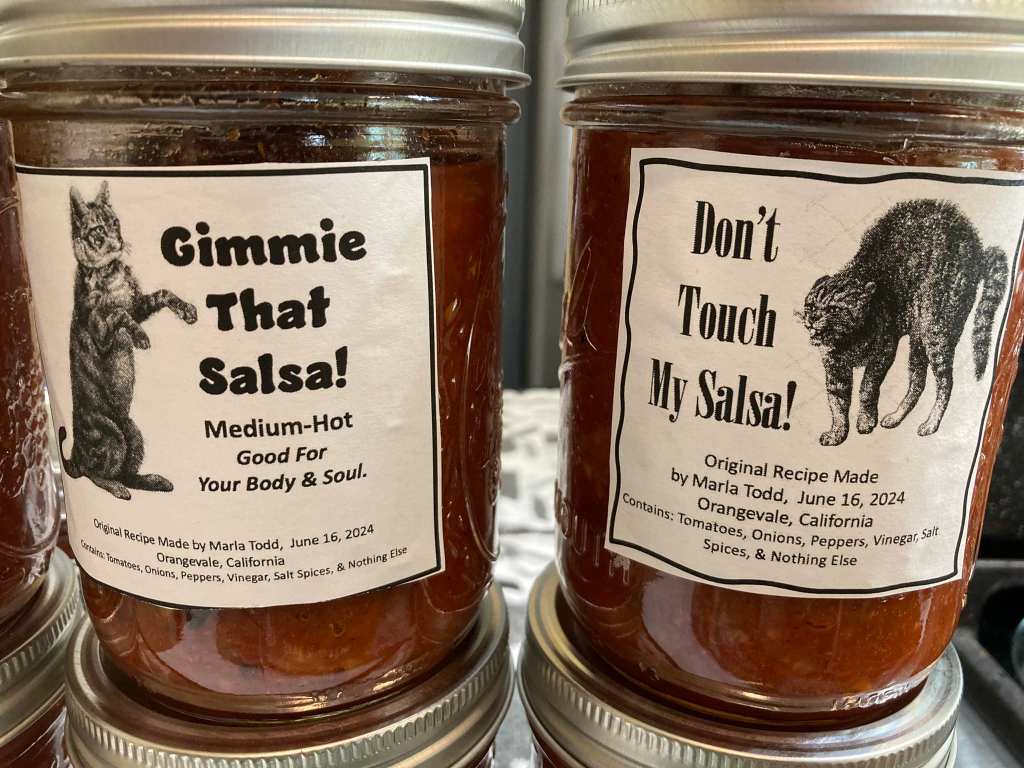 Gimmie
That
Salsa!
Medium-Hot
Good For
Your Body & Soul.
Original Recipe Made by Marla Todd, June 16, 2024
Orangevale, California
Contains: Tomatoes, Onions, Peppers, Vinegar, Salt Spices, & Nothing Else
Don't
Touch
My Salsa!
Original Recipe Made
by Marla Todd, June 16, 2024
Orangevale, California
Contains: Tomatoes, Onions, Peppers, Vinegar, Salt
Spices, & Nothing Else